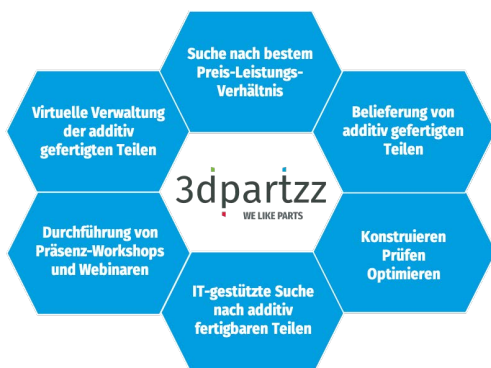 Suche nach bestem
Preis-Leistungs-
Verhältnis
Virtuelle Verwaltung
der additiv
gefertigten Teilen
Belieferung von
additiv gefertigten
Teilen
3dpartzz
WE LIKE PARTS
Durchführung von
Präsenz-Workshops
und Webinaren
Konstruieren
Prüfen
Optimieren
IT-gestützte Suche
nach additiv
fertigbaren Teilen